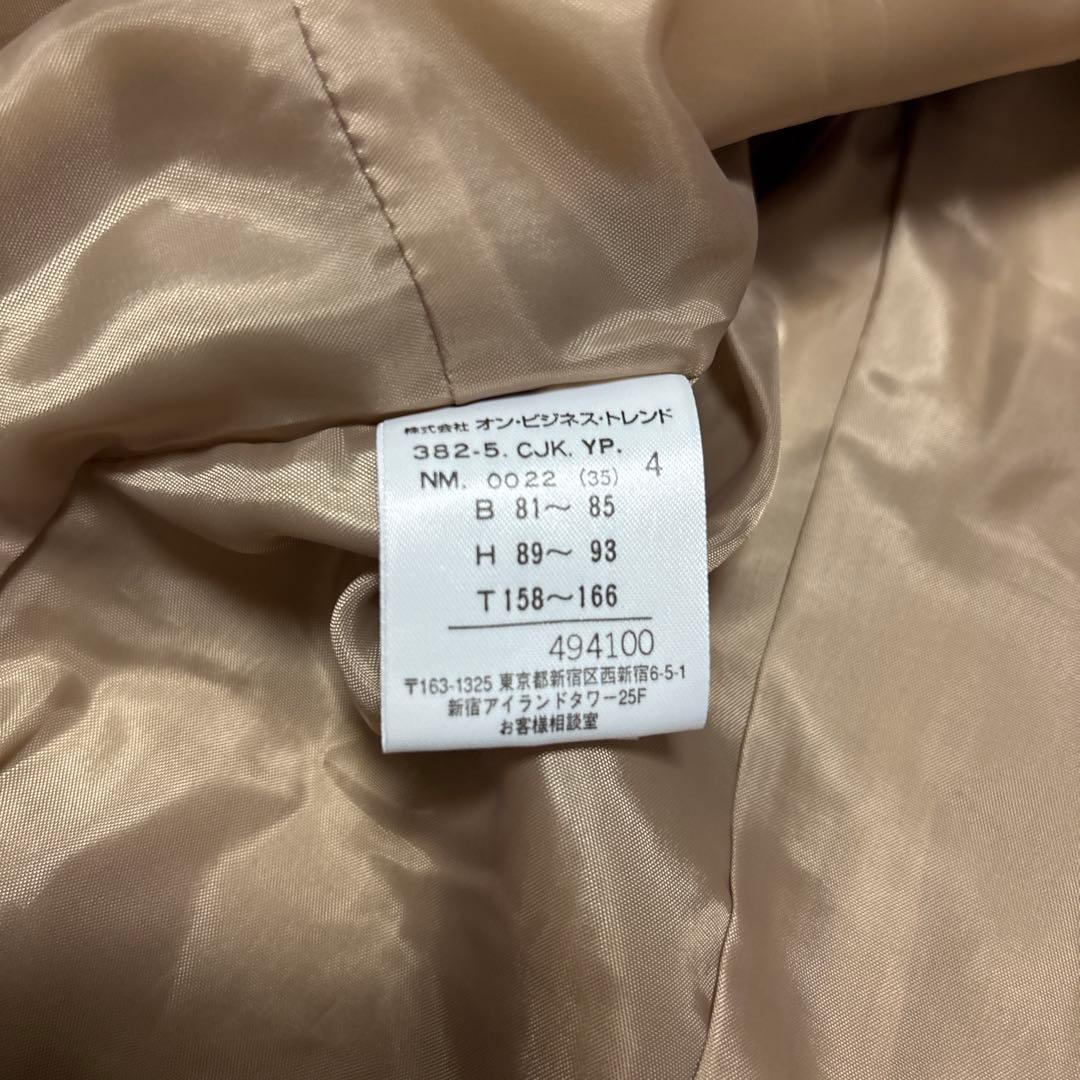 株式会社 オン・ビジネス・トレンド
382-5. CJK. YP.
NM. 0022 (35) 4
B 81〜 85
H 89〜 93
T 158〜166
494100
〒163-1325 東京都新宿区西新宿6-5-1
新宿アイランドタワー25F
お客様相談室